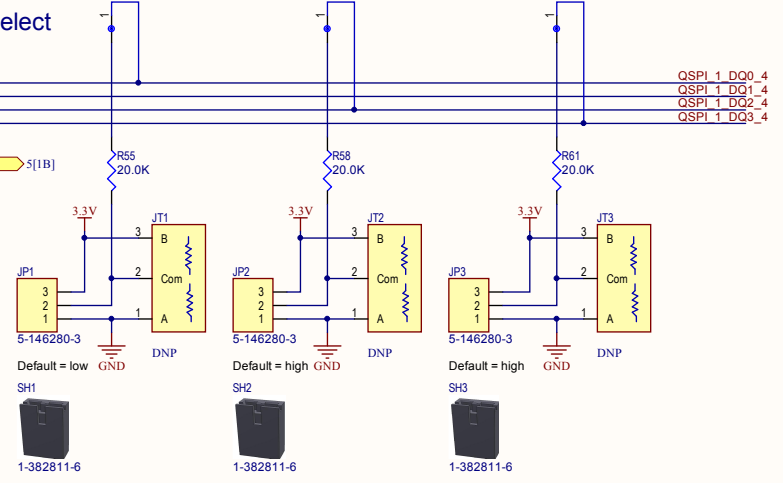 elect
1
1
1
QSPI_1_DQ0_4
QSPI_1_DQ1_4
QSPI_1_DQ2_4
QSPI_1_DQ3_4
5[1B]
R55
20.0K
R58
20.0K
R61
20.0K
3.3V
JT1
3 B
2 Com
1 A
JP1
3
2
1
5-146280-3
DNP
Default = low
GND
SH1
1-382811-6
3.3V
JT2
3 B
2 Com
1 A
JP2
3
2
1
5-146280-3
DNP
Default = high
GND
SH2
1-382811-6
3.3V
JT3
3 B
2 Com
1 A
JP3
3
2
1
5-146280-3
DNP
Default = high
GND
SH3
1-382811-6